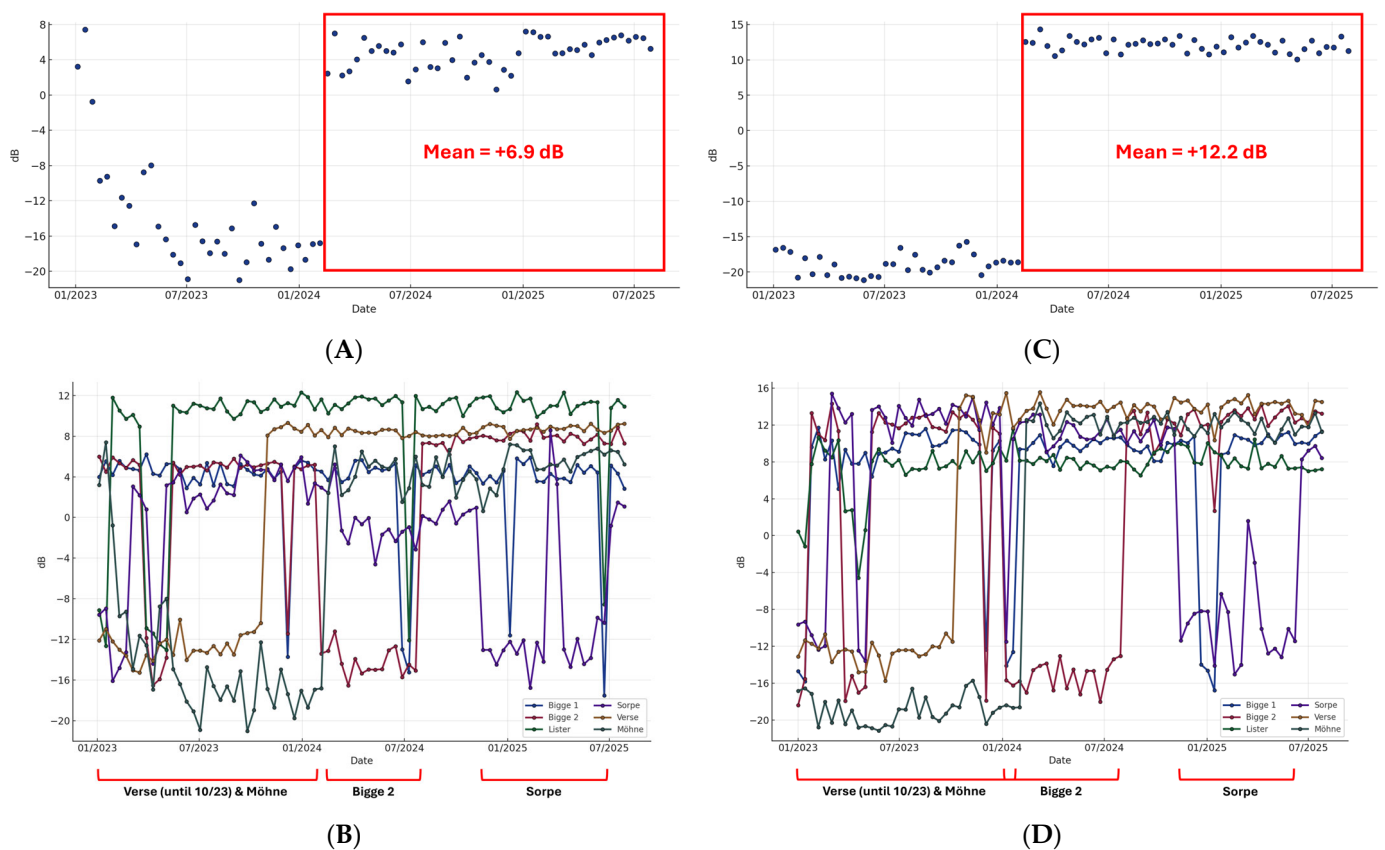 8
4
0
−4
−8
−12
−16
−20
dB
Mean = +6.9 dB
01/2023 07/2023 01/2024 07/2024 01/2025 07/2025
Date
(A)
15
10
5
0
−5
−10
−15
−20
dB
Mean = +12.2 dB
01/2023 07/2023 01/2024 07/2024 01/2025 07/2025
Date
(C)
12
8
4
0
−4
−8
−12
−16
−20
dB
Bigge 1 Sorpe
Bigge 2 Verse
Lister Möhne
01/2023 07/2023 01/2024 07/2024 01/2025 07/2025
Date
Verse (until 10/23) & Möhne Bigge 2 Sorpe
(B)
16
12
8
4
0
−4
−8
−12
−16
−20
dB
Bigge 1 Sorpe
Bigge 2 Verse
Lister Möhne
01/2023 07/2023 01/2024 07/2024 01/2025 07/2025
Date
Verse (until 10/23) & Möhne Bigge 2 Sorpe
(D)